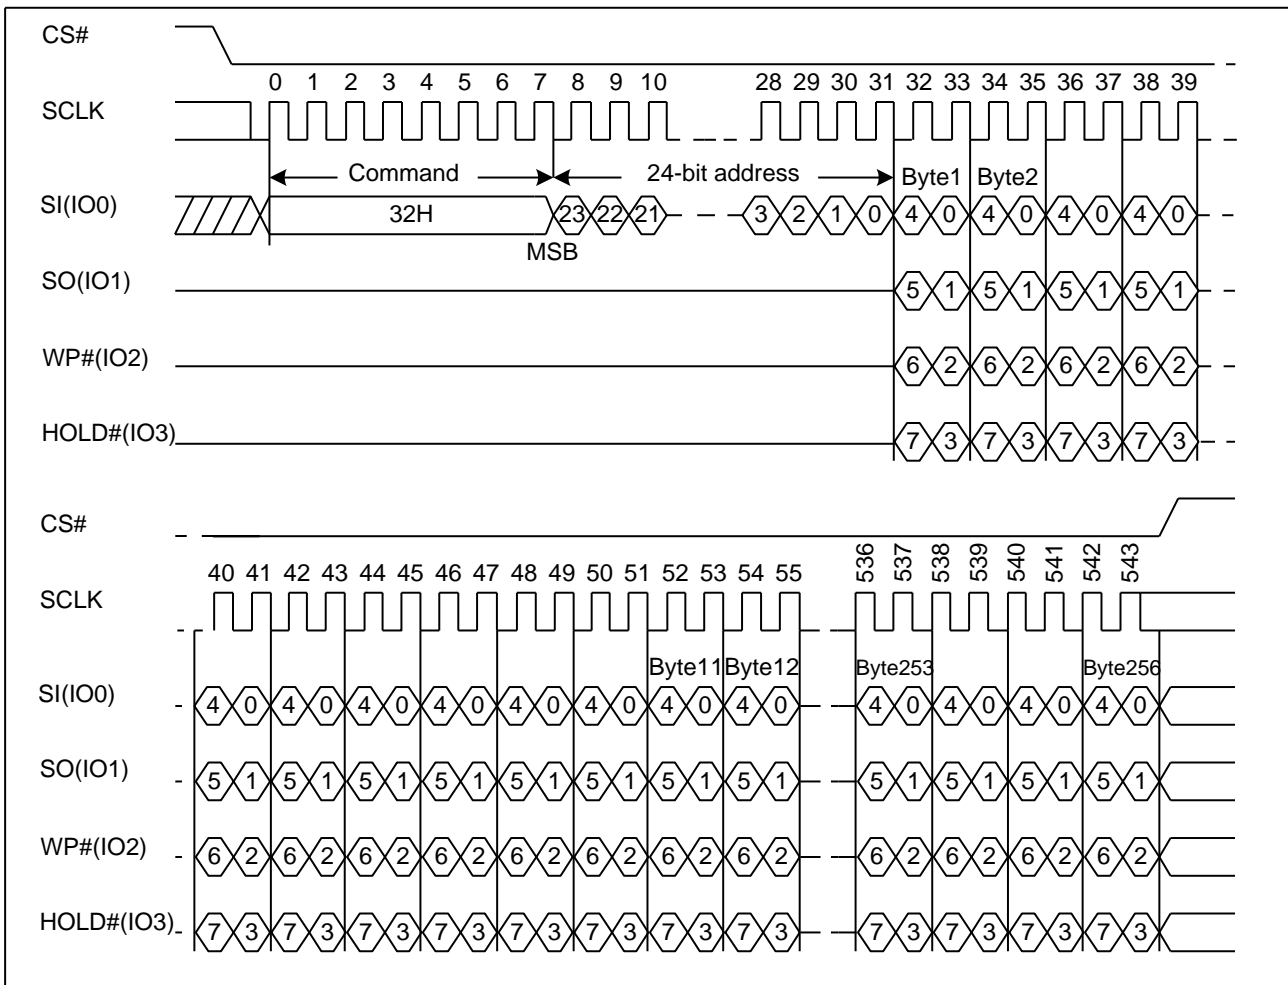 CS#
0 1 2 3 4 5 6 7 8 9 10 28 29 30 31 32 33 34 35 36 37 38 39
SCLK
Command 24-bit address Byte1 Byte2
SI(IO0) 32H 23 22 21 3 2 1 0 4 0 4 0 4 0 4 0
MSB
SO(IO1) 5 1 5 1 5 1 5 1
WP#(IO2) 6 2 6 2 6 2 6 2
HOLD#(IO3) 7 3 7 3 7 3 7 3
CS#
40 41 42 43 44 45 46 47 48 49 50 51 52 53 54 55 536 537 538 539 540 541 542 543
SCLK
Byte11 Byte12 Byte253 Byte256
SI(IO0) 4 0 4 0 4 0 4 0 4 0 4 0 4 0 4 0 4 0 4 0 4 0 4 0
SO(IO1) 5 1 5 1 5 1 5 1 5 1 5 1 5 1 5 1 5 1 5 1 5 1 5 1
WP#(IO2) 6 2 6 2 6 2 6 2 6 2 6 2 6 2 6 2 6 2 6 2 6 2 6 2
HOLD#(IO3) 7 3 7 3 7 3 7 3 7 3 7 3 7 3 7 3 7 3 7 3 7 3 7 3